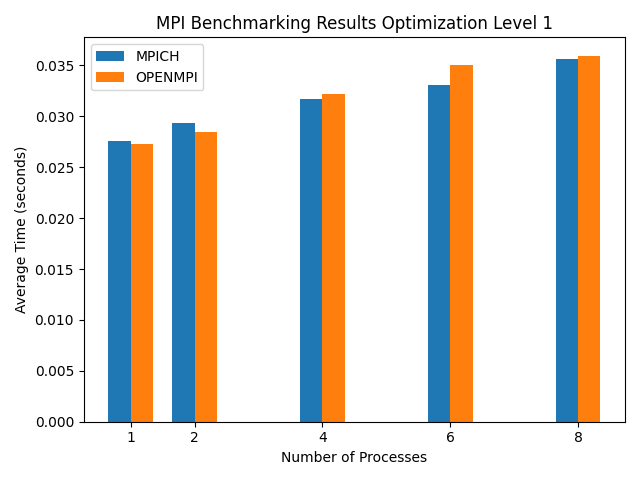 MPI Benchmarking Results Optimization Level 1
MPICH
OPENMPI
Average Time (seconds)
0.035
0.030
0.025
0.020
0.015
0.010
0.005
0.000
1 2 4 6 8
Number of Processes